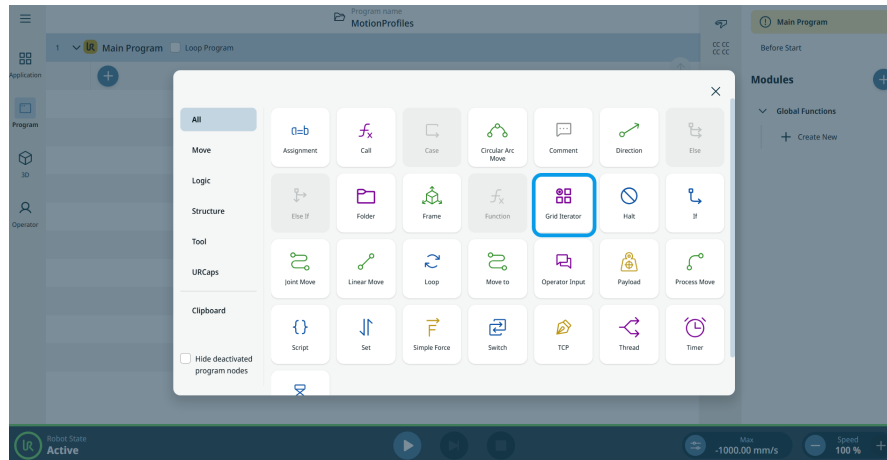 Program name
MotionProfiles
1 Main Program Loop Program
Application
Program
3D
Operator
All
Move
Logic
Structure
Tool
URCaps
Clipboard
Hide deactivated
program nodes
a=b
Assignment
fx
Call
Case
Circular Arc
Move
Comment
Direction
Else
Else If
Folder
Frame
fx
Function
Grid Iterator
Halt
If
Joint Move
Linear Move
Loop
Move to
Operator Input
Payload
Process Move
{}
Script
Set
F
Simple Force
Switch
TCP
Thread
Timer
CC CC
CC CC
Main Program
Before Start
Modules
Global Functions
Create New
UR
Robot State
Active
Max
-1000.00 mm/s
Speed
100 %